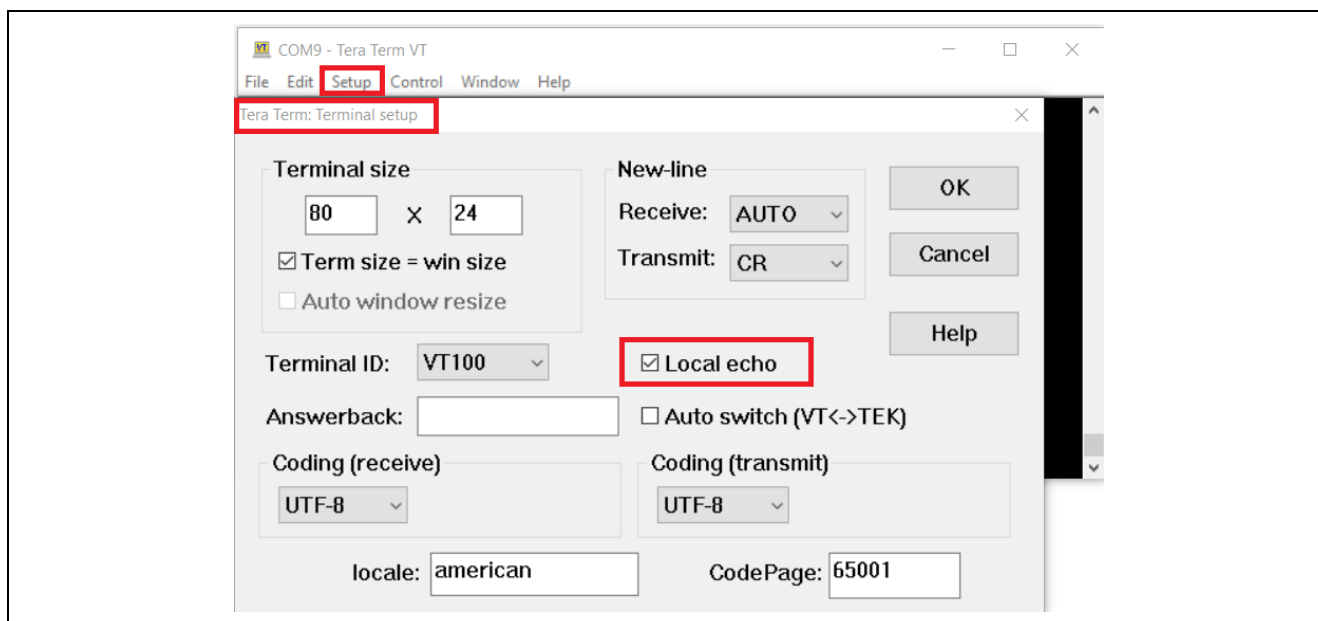 COM9 - Tera Term VT
File Edit Setup Control Window Help
Tera Term: Terminal setup
Terminal size
80 X 24
Term size = win size
Auto window resize
New-line
Receive: AUTO
Transmit: CR
OK
Cancel
Help
Terminal ID: VT100
Local echo
Answerback:
Auto switch (VT<->TEK)
Coding (receive)
UTF-8
Coding (transmit)
UTF-8
locale: american
CodePage: 65001